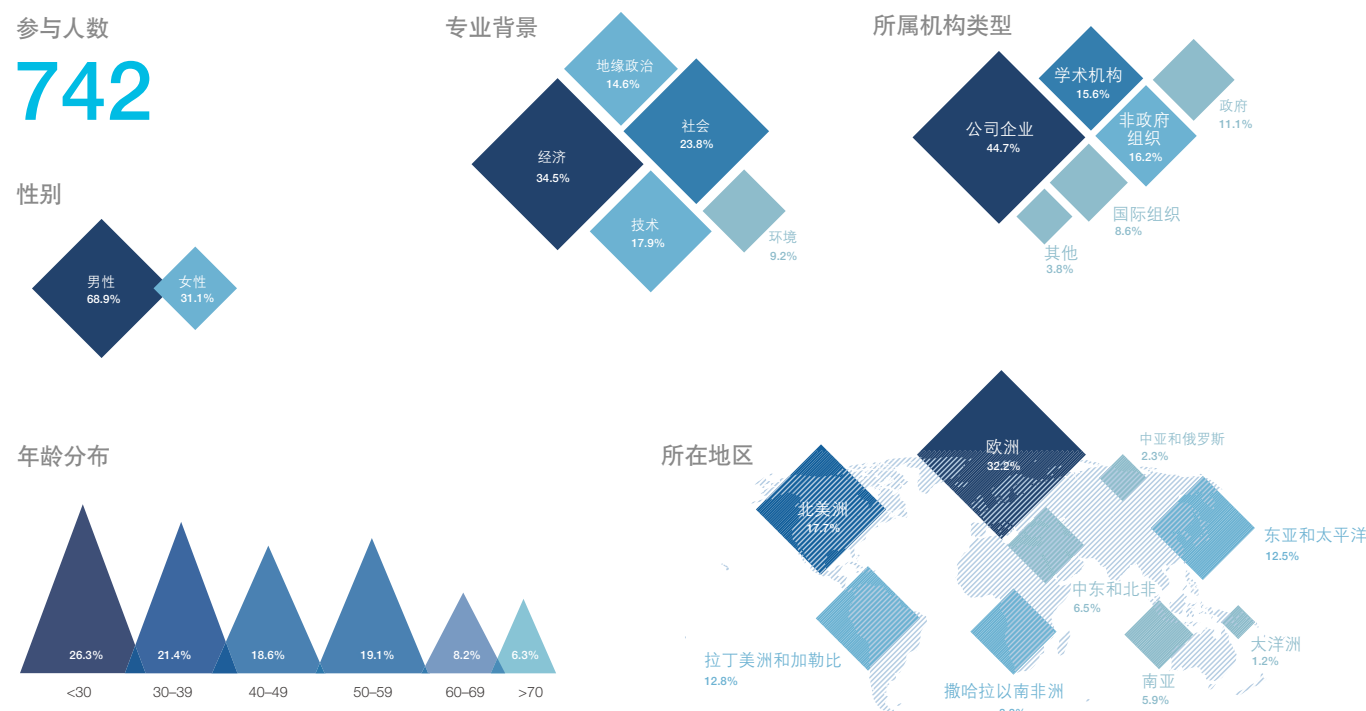 参与人数
742
性别
男性
68.9%
女性
31.1%
专业背景
地缘政治
14.6%
社会
23.8%
经济
34.5%
技术
17.9%
环境
9.2%
所属机构类型
学术机构
15.6%
政府
11.1%
公司企业
44.7%
非政府
组织
16.2%
国际组织
8.6%
其他
3.8%
年龄分布
26.3%
21.4%
18.6%
19.1%
8.2%
6.3%
<30
30–39
40–49
50–59
60–69
>70
所在地区
欧洲
32.2%
中亚和俄罗斯
2.3%
北美洲
17.7%
东亚和太平洋
12.5%
中东和北非
6.5%
大洋洲
1.2%
拉丁美洲和加勒比
12.8%
撒哈拉以南非洲
南亚
5.9%